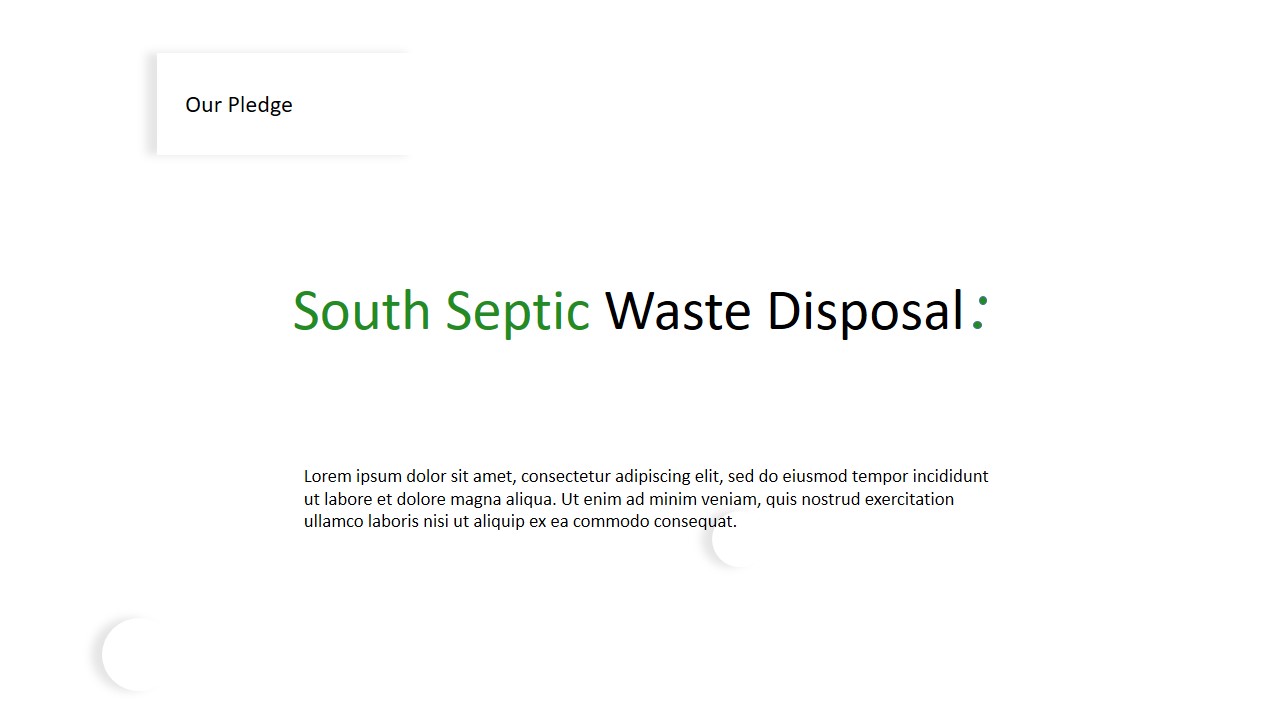 Our Pledge
South Septic Waste Disposal:
Lorem ipsum dolor sit amet, consectetur adipiscing elit, sed do eiusmod tempor incididunt
ut labore et dolore magna aliqua. Ut enim ad minim veniam, quis nostrud exercitation
ullamco laboris nisi ut aliquip ex ea commodo consequat.